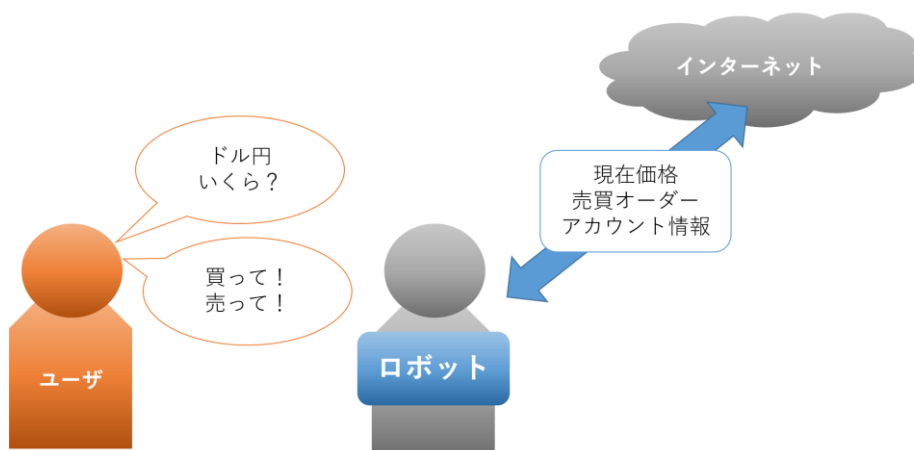 インターネット
ドル円
いくら？
現在価格
売買オーダー
アカウント情報
買って！
売って！
ロボット
ユーザ